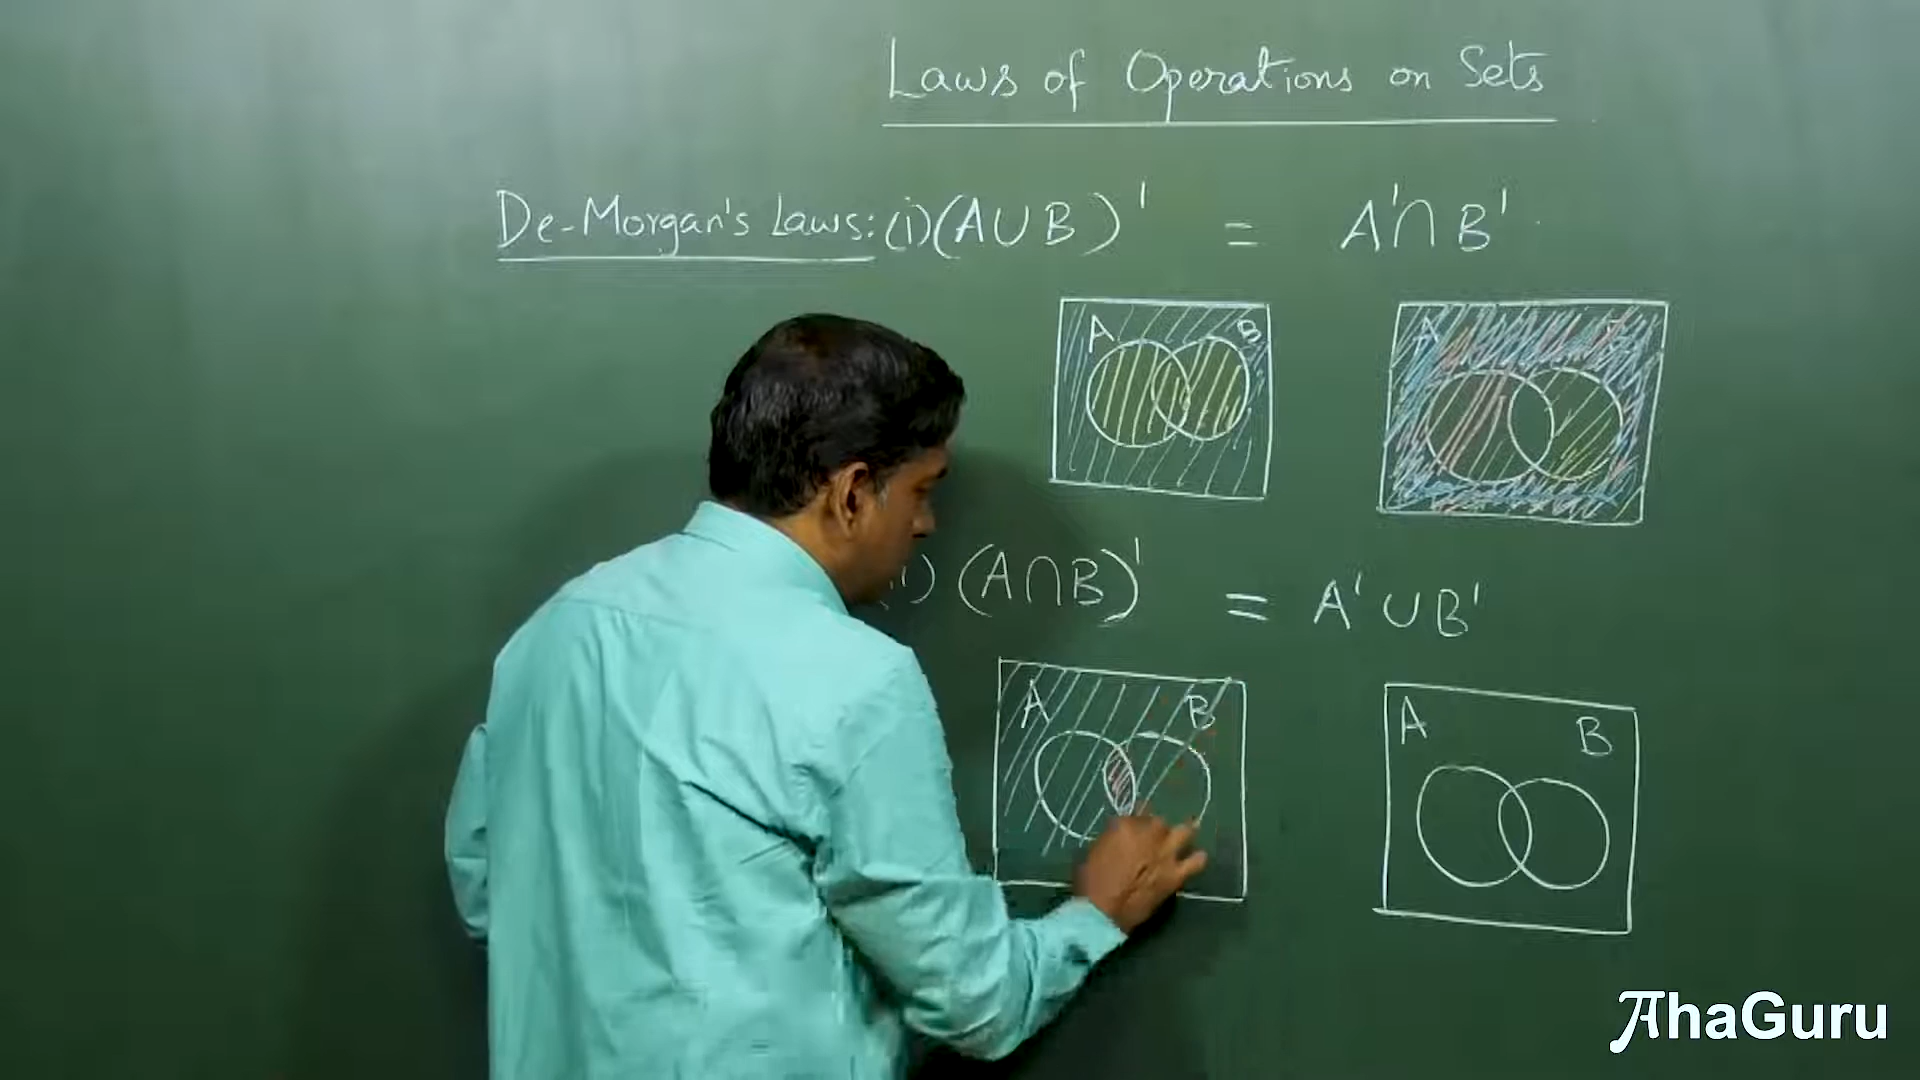 Laws of Operations on Sets
De-Morgan's Laws: (i) (A∪B)' = A'∩B'
A B
A
(A∩B)' = A'∪B'
A B
A B
AhaGuru